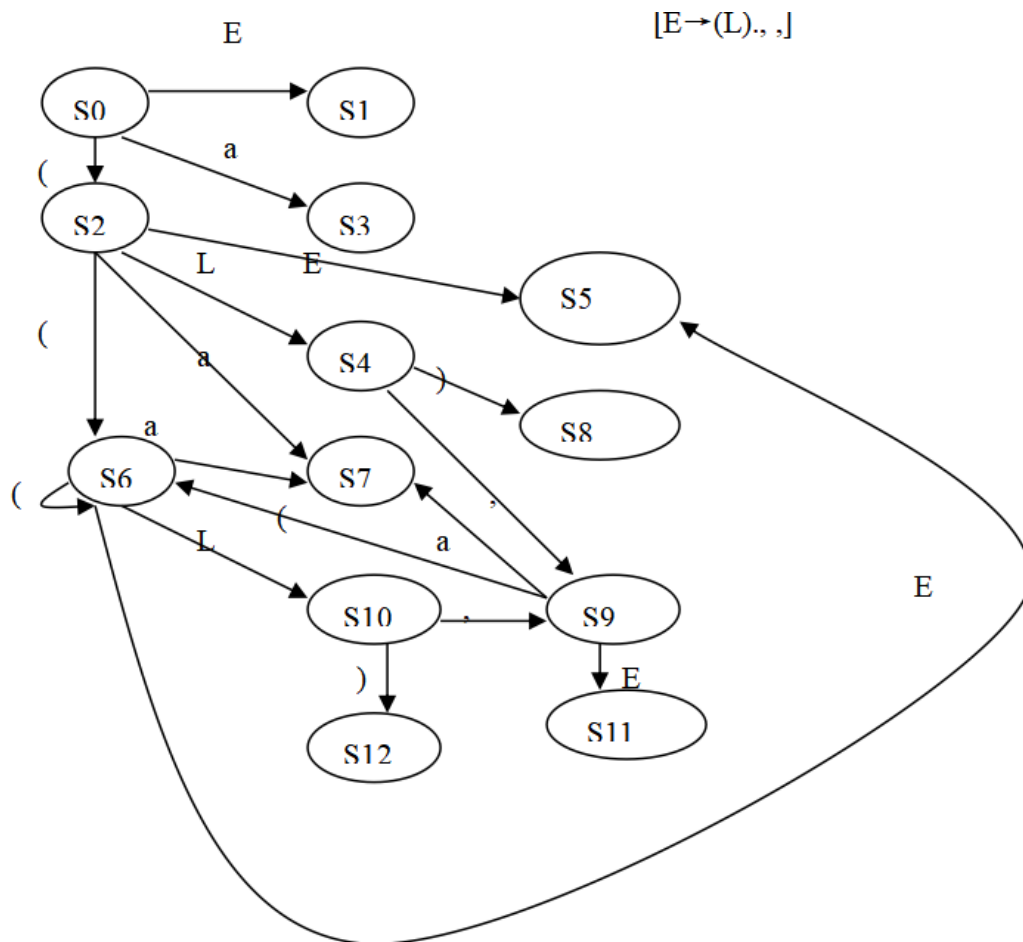 [E→(L)., ,]
E
S0
S1
a
(
S2
S3
L
E
S5
(
a
S4
)
S8
a
S6
S7
(
(
,
L
a
E
S10
,
S9
)
E
S12
S11